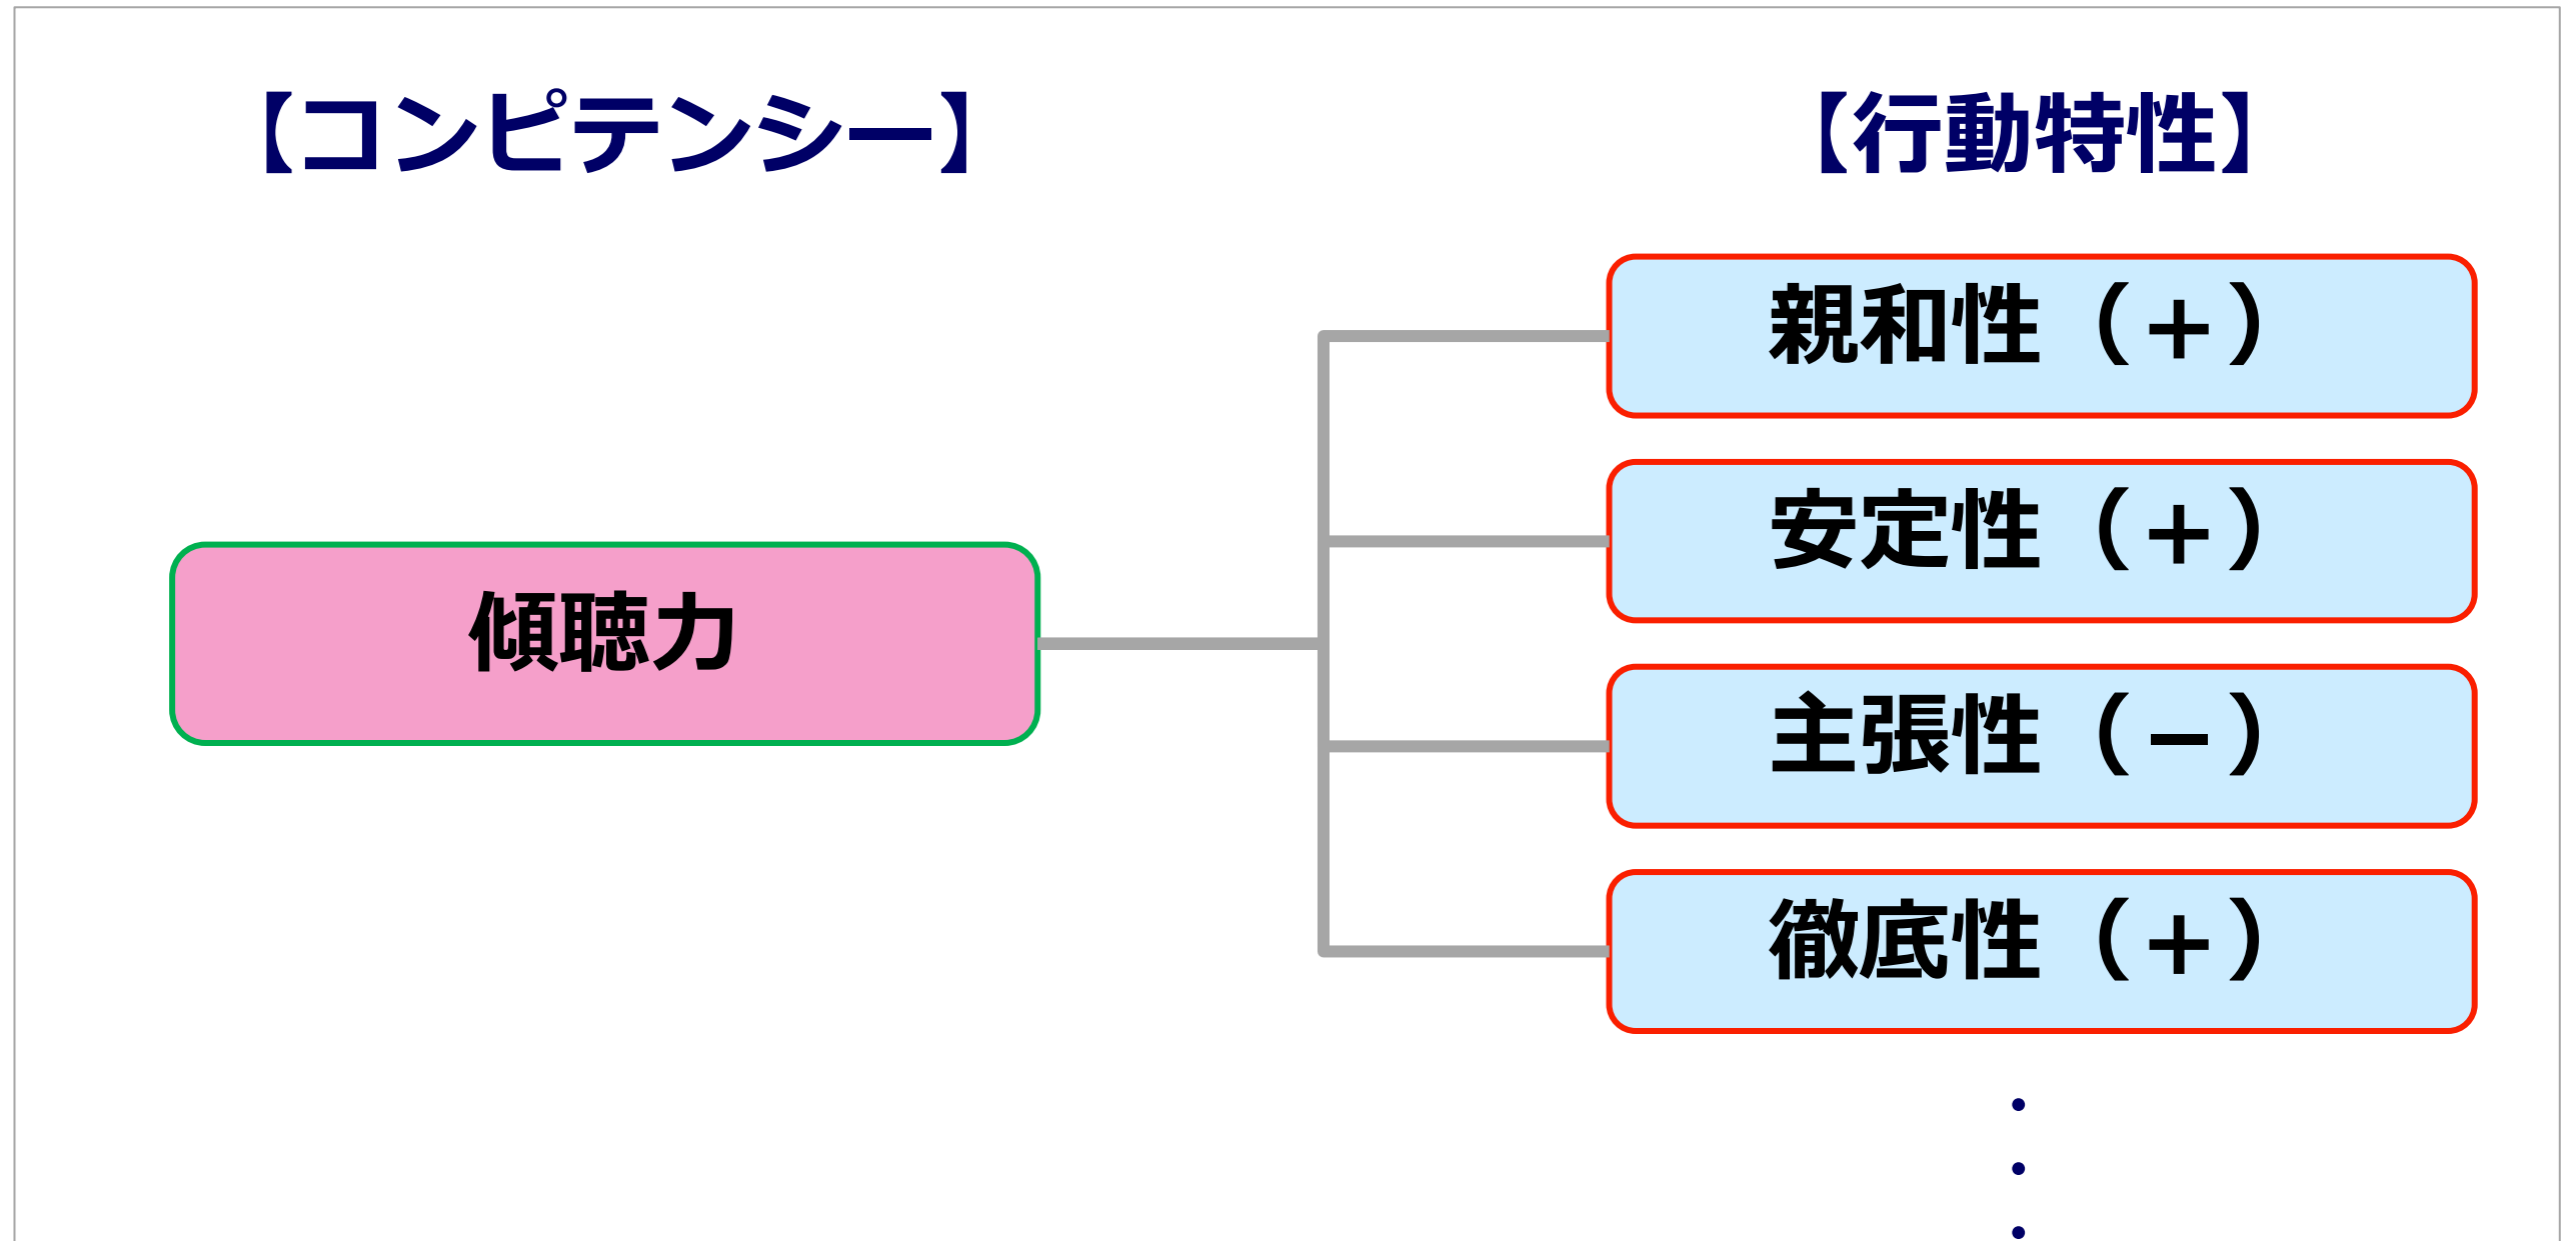 【コンピテンシー】
【行動特性】
親和性（＋）
安定性（＋）
傾聴力
主張性（－）
徹底性（＋）
・
・
・